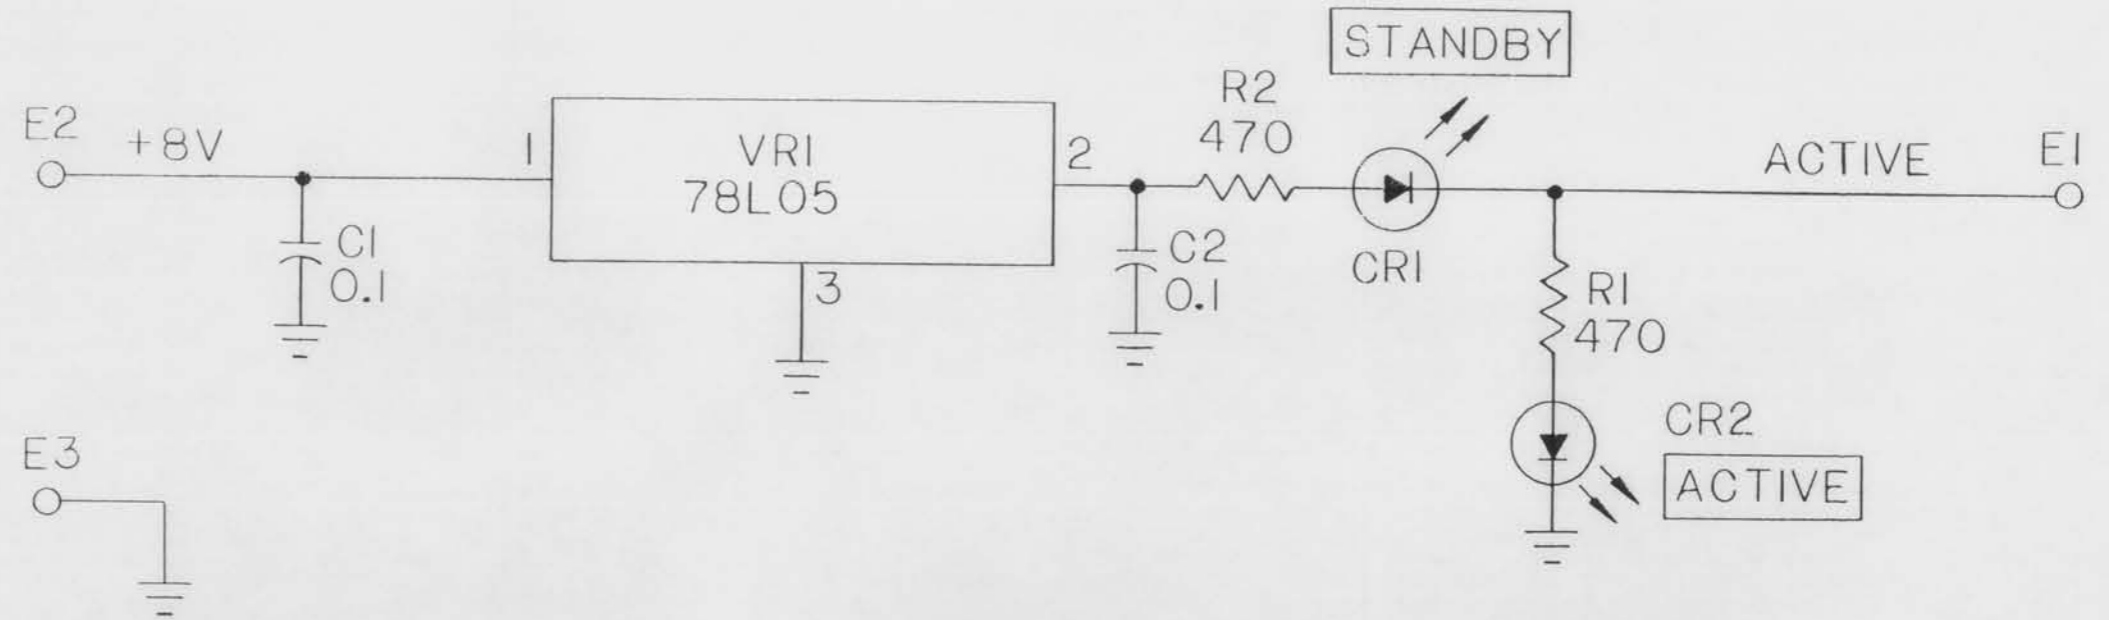 STANDBY
R2
470
E2
+8V
1
VR1
78L05
2
ACTIVE
E1
C1
0.1
3
C2
0.1
CR1
R1
470
E3
CR2
ACTIVE